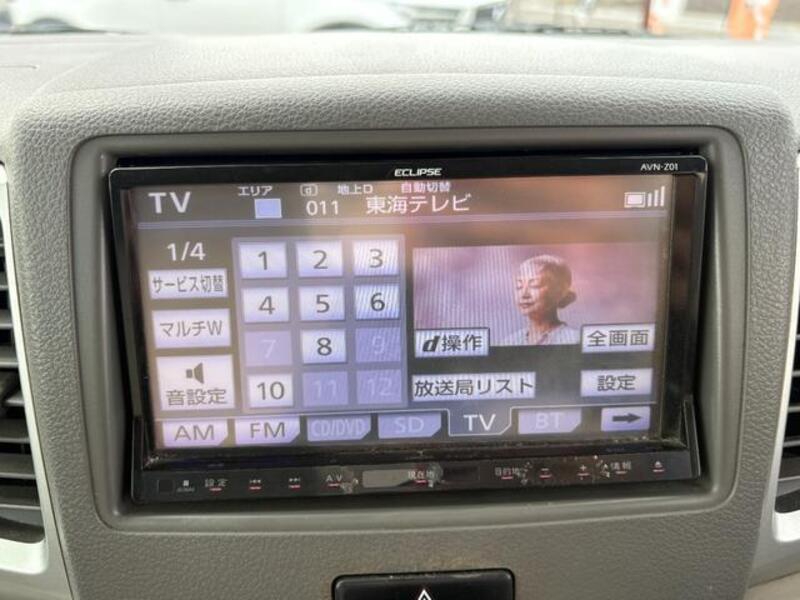 ECLIPSE
AVN-Z01
TV
エリア
d 地上D 自動切替
011 東海テレビ
1/4
サービス切替
マルチW
音設定
1 2 3
4 5 6
7 8 9
10 11 12
d操作
全画面
放送局リスト
設定
AM FM CD/DVD SD TV BT
設定
AV
現在地
目的地
- + 情報